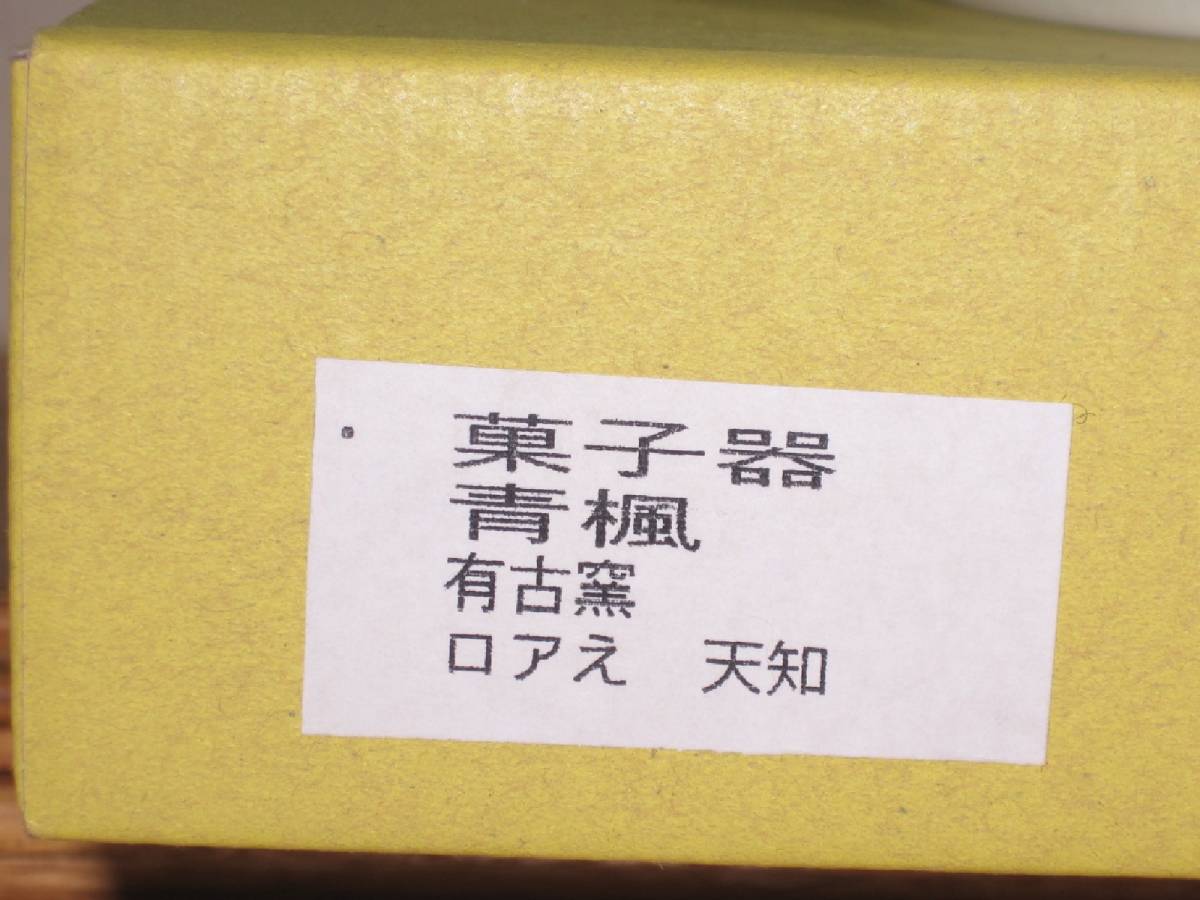 ・ 菓子器
青楓
有古窯
ロアえ 天知